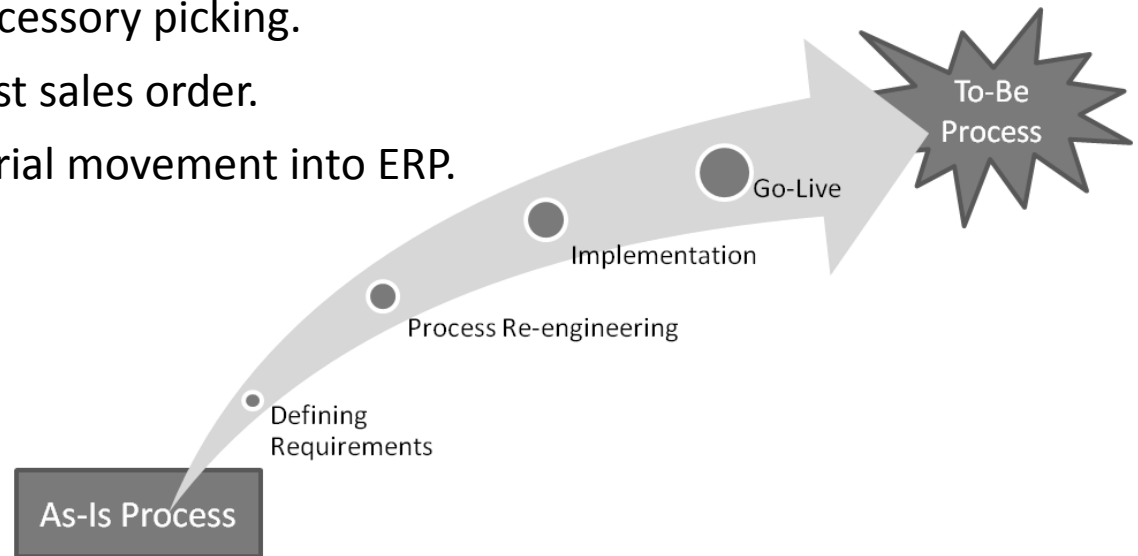 cessory picking.
st sales order.
rial movement into ERP.
To-Be
Process
Go-Live
Implementation
Process Re-engineering
Defining
Requirements
As-Is Process